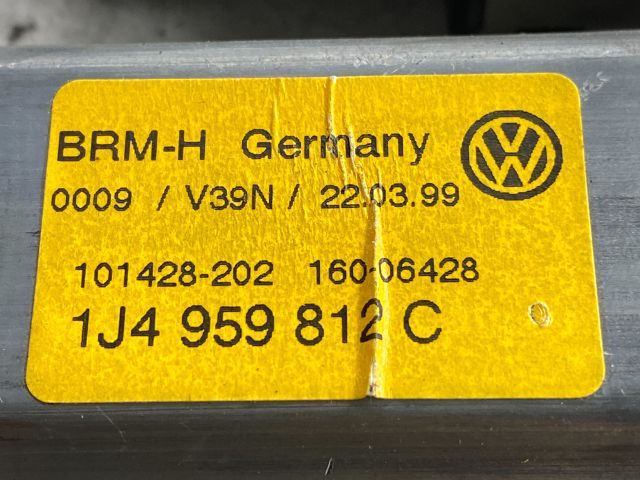 BRM-H Germany
0009 / V39N / 22.03.99
101428-202 160-06428
1J4 959 812 C